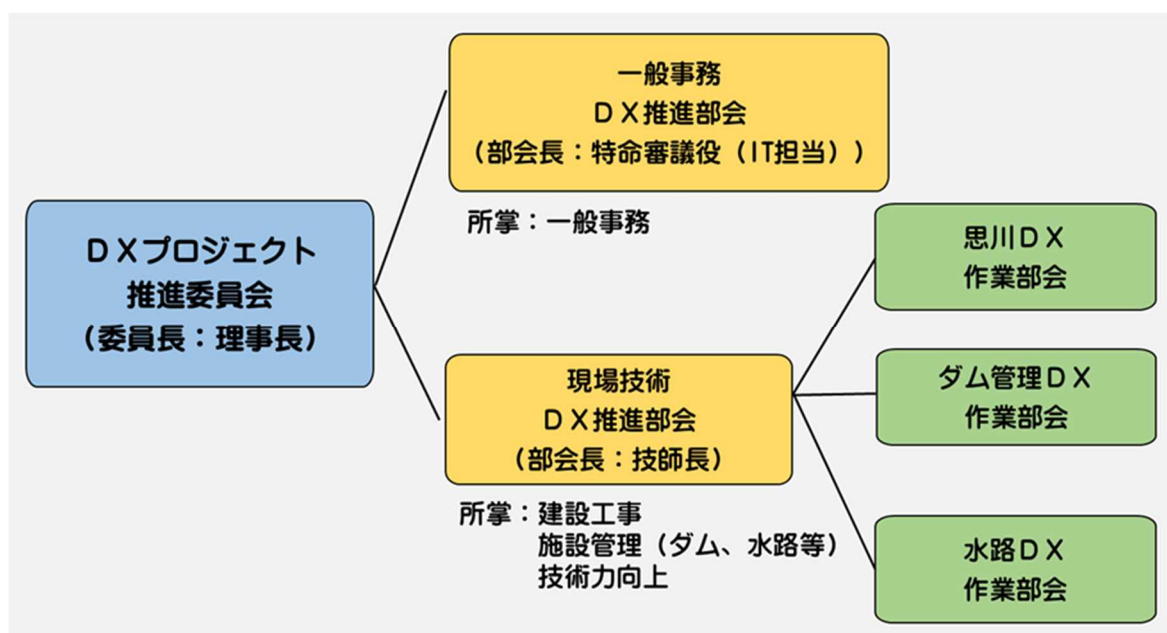 一般事務
ＤＸ推進部会
（部会長：特命審議役（IT担当））
所掌：一般事務
ＤＸプロジェクト
推進委員会
（委員長：理事長）
現場技術
ＤＸ推進部会
（部会長：技師長）
所掌：建設工事
施設管理（ダム、水路等）
技術力向上
思川ＤＸ
作業部会
ダム管理ＤＸ
作業部会
水路ＤＸ
作業部会